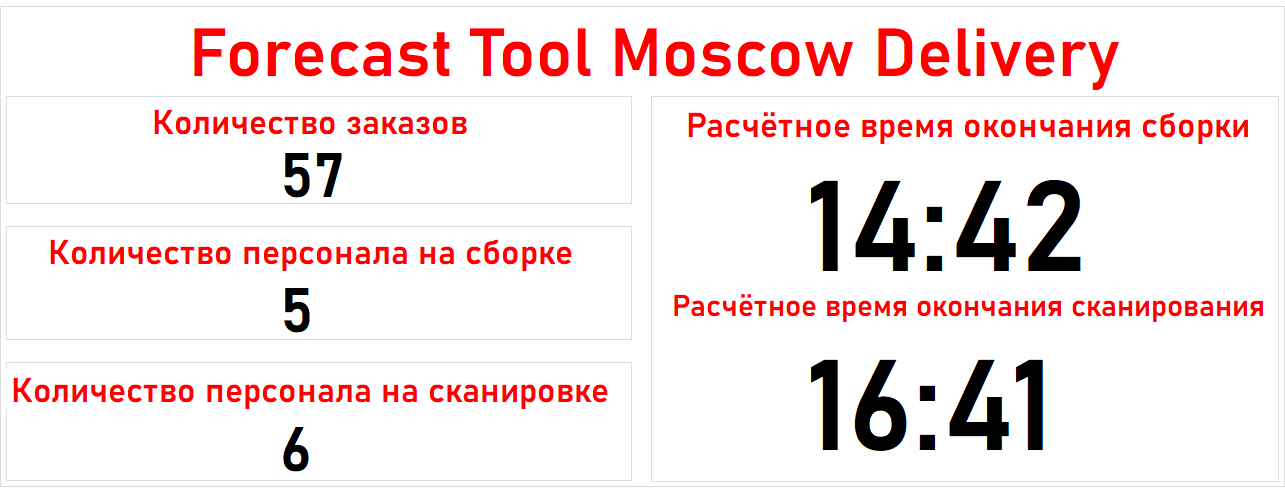 Forecast Tool Moscow Delivery
Количество заказов
57
Количество персонала на сборке
5
Количество персонала на сканировке
6
Расчётное время окончания сборки
14:42
Расчётное время окончания сканирования
16:41